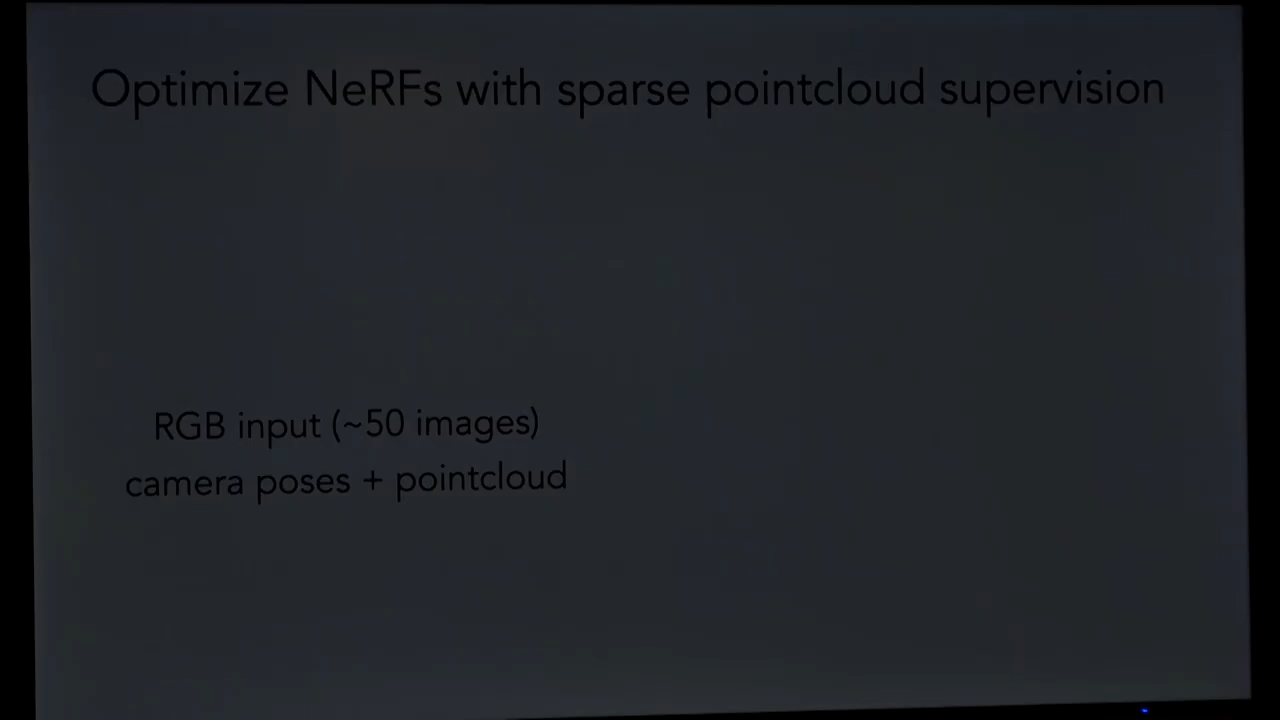 Optimize NeRFs with sparse pointcloud supervision
RGB input (~50 images)
camera poses + pointcloud